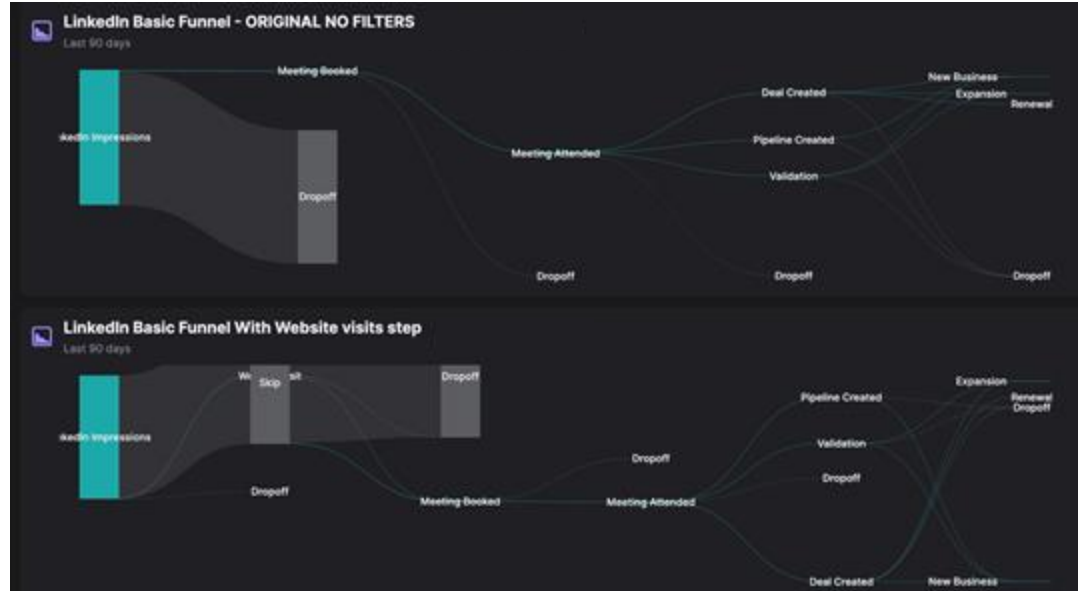 LinkedIn Basic Funnel - ORIGINAL NO FILTERS
Last 90 days
Meeting Booked
New Business
Deal Created
Expansion
Renewal
kedIn Impressions
Pipeline Created
Meeting Attended
Validation
Dropoff
Dropoff
Dropoff
Dropoff
LinkedIn Basic Funnel With Website visits step
Last 90 days
Skip
Dropoff
Expansion
Pipeline Created
Renewal
Dropoff
kedIn Impressions
Validation
Dropoff
Dropoff
Dropoff
Meeting Booked
Meeting Attended
Deal Created
New Business